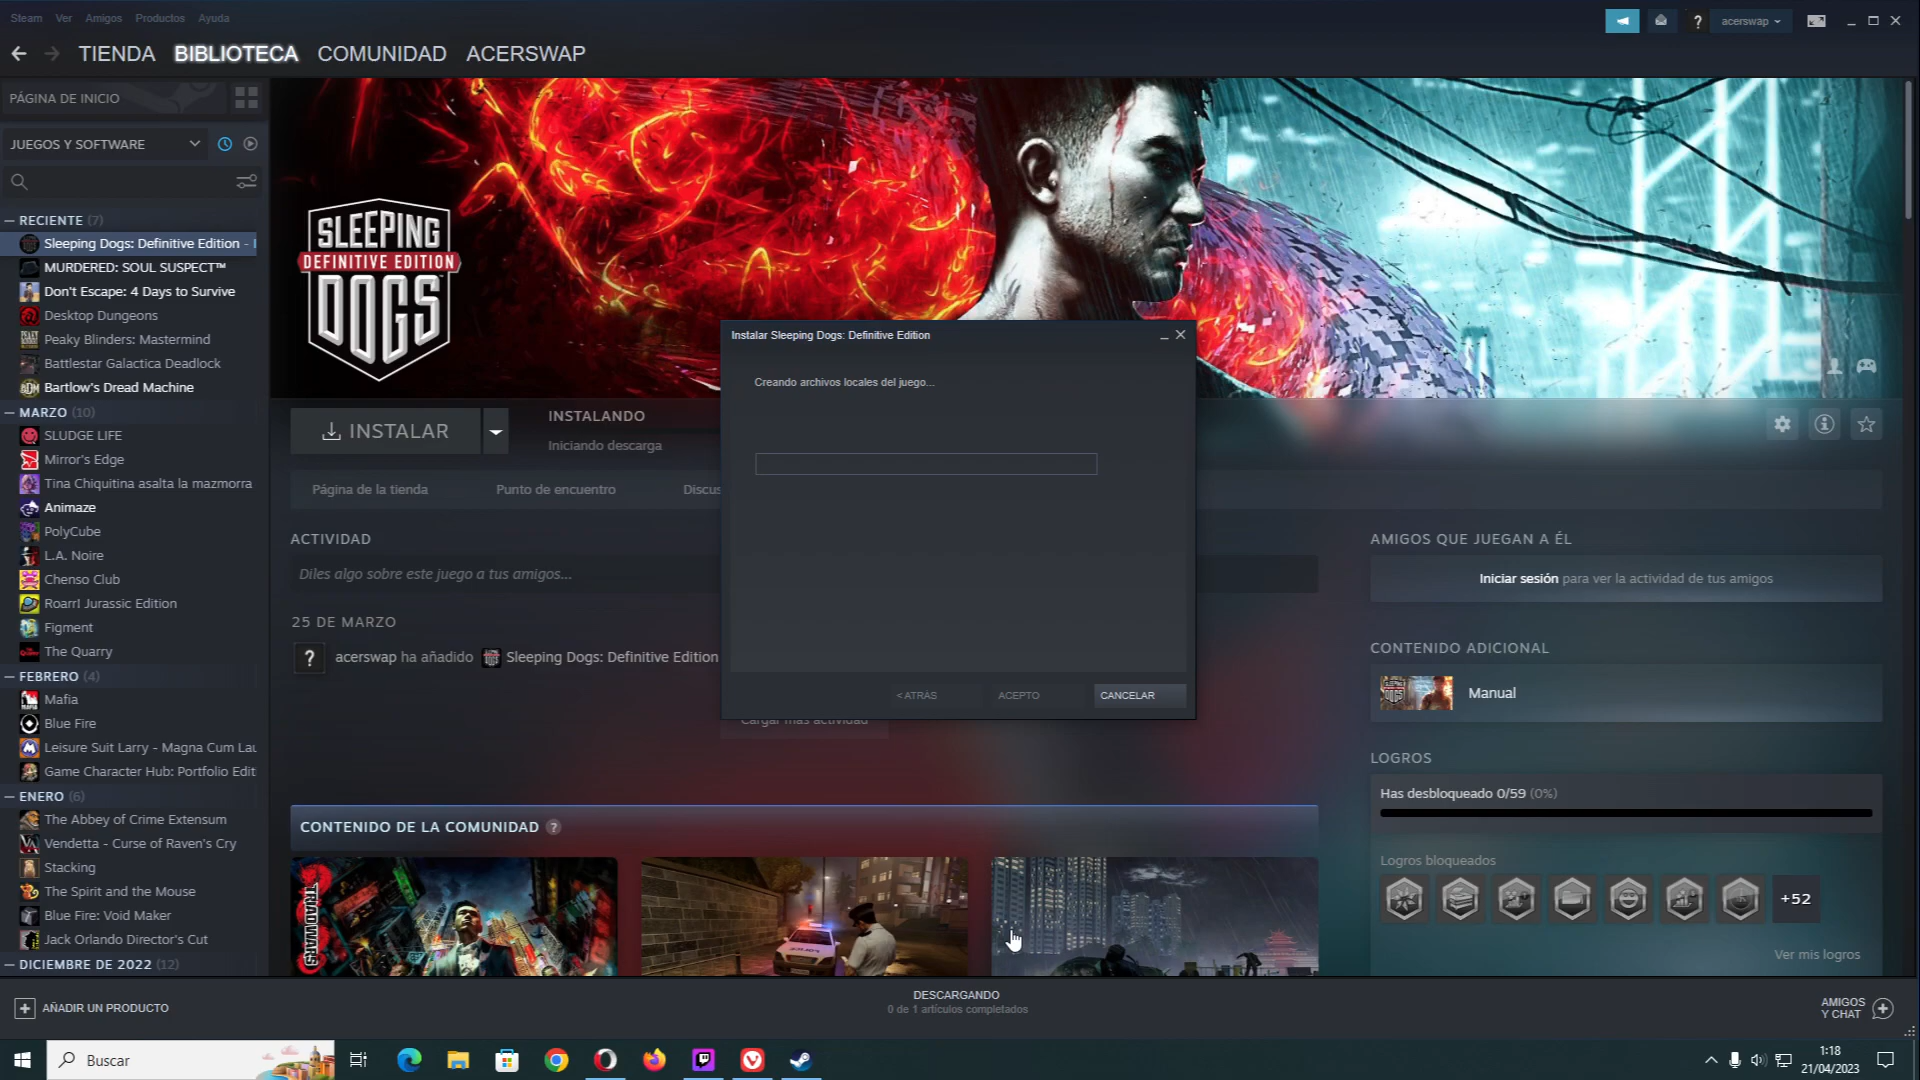 Steam Ver Amigos Productos Ayuda
? acerswap
TIENDA BIBLIOTECA COMUNIDAD ACERSWAP
PÁGINA DE INICIO
JUEGOS Y SOFTWARE
RECIENTE (7)
Sleeping Dogs: Definitive Edition -
MURDERED: SOUL SUSPECT™
Don't Escape: 4 Days to Survive
Desktop Dungeons
Peaky Blinders: Mastermind
Battlestar Galactica Deadlock
Bartlow's Dread Machine
MARZO (10)
SLUDGE LIFE
Mirror's Edge
Tina Chiquitina asalta la mazmorra
Animaze
PolyCube
L.A. Noire
Chenso Club
Roarr! Jurassic Edition
Figment
The Quarry
FEBRERO (4)
Mafia
Blue Fire
Leisure Suit Larry - Magna Cum Lau
Game Character Hub: Portfolio Edit
ENERO (6)
The Abbey of Crime Extensum
Vendetta - Curse of Raven's Cry
Stacking
The Spirit and the Mouse
Blue Fire: Void Maker
Jack Orlando Director's Cut
DICIEMBRE DE 2022 (12)
SLEEPING
DEFINITIVE EDITION
DOGS
INSTALAR
INSTALANDO
Iniciando descarga
Página de la tienda Punto de encuentro Discus
ACTIVIDAD
Diles algo sobre este juego a tus amigos...
25 DE MARZO
? acerswap ha añadido Sleeping Dogs: Definitive Edition
Cargar más actividad
Instalar Sleeping Dogs: Definitive Edition
Creando archivos locales del juego...
< ATRÁS ACEPTO CANCELAR
CONTENIDO DE LA COMUNIDAD ?
TRIAD WARS
AMIGOS QUE JUEGAN A ÉL
Iniciar sesión para ver la actividad de tus amigos
CONTENIDO ADICIONAL
Manual
LOGROS
Has desbloqueado 0/59 (0%)
Logros bloqueados
+52
Ver mis logros
AÑADIR UN PRODUCTO
DESCARGANDO
0 de 1 artículos completados
AMIGOS
Y CHAT
Buscar
1:18
21/04/2023